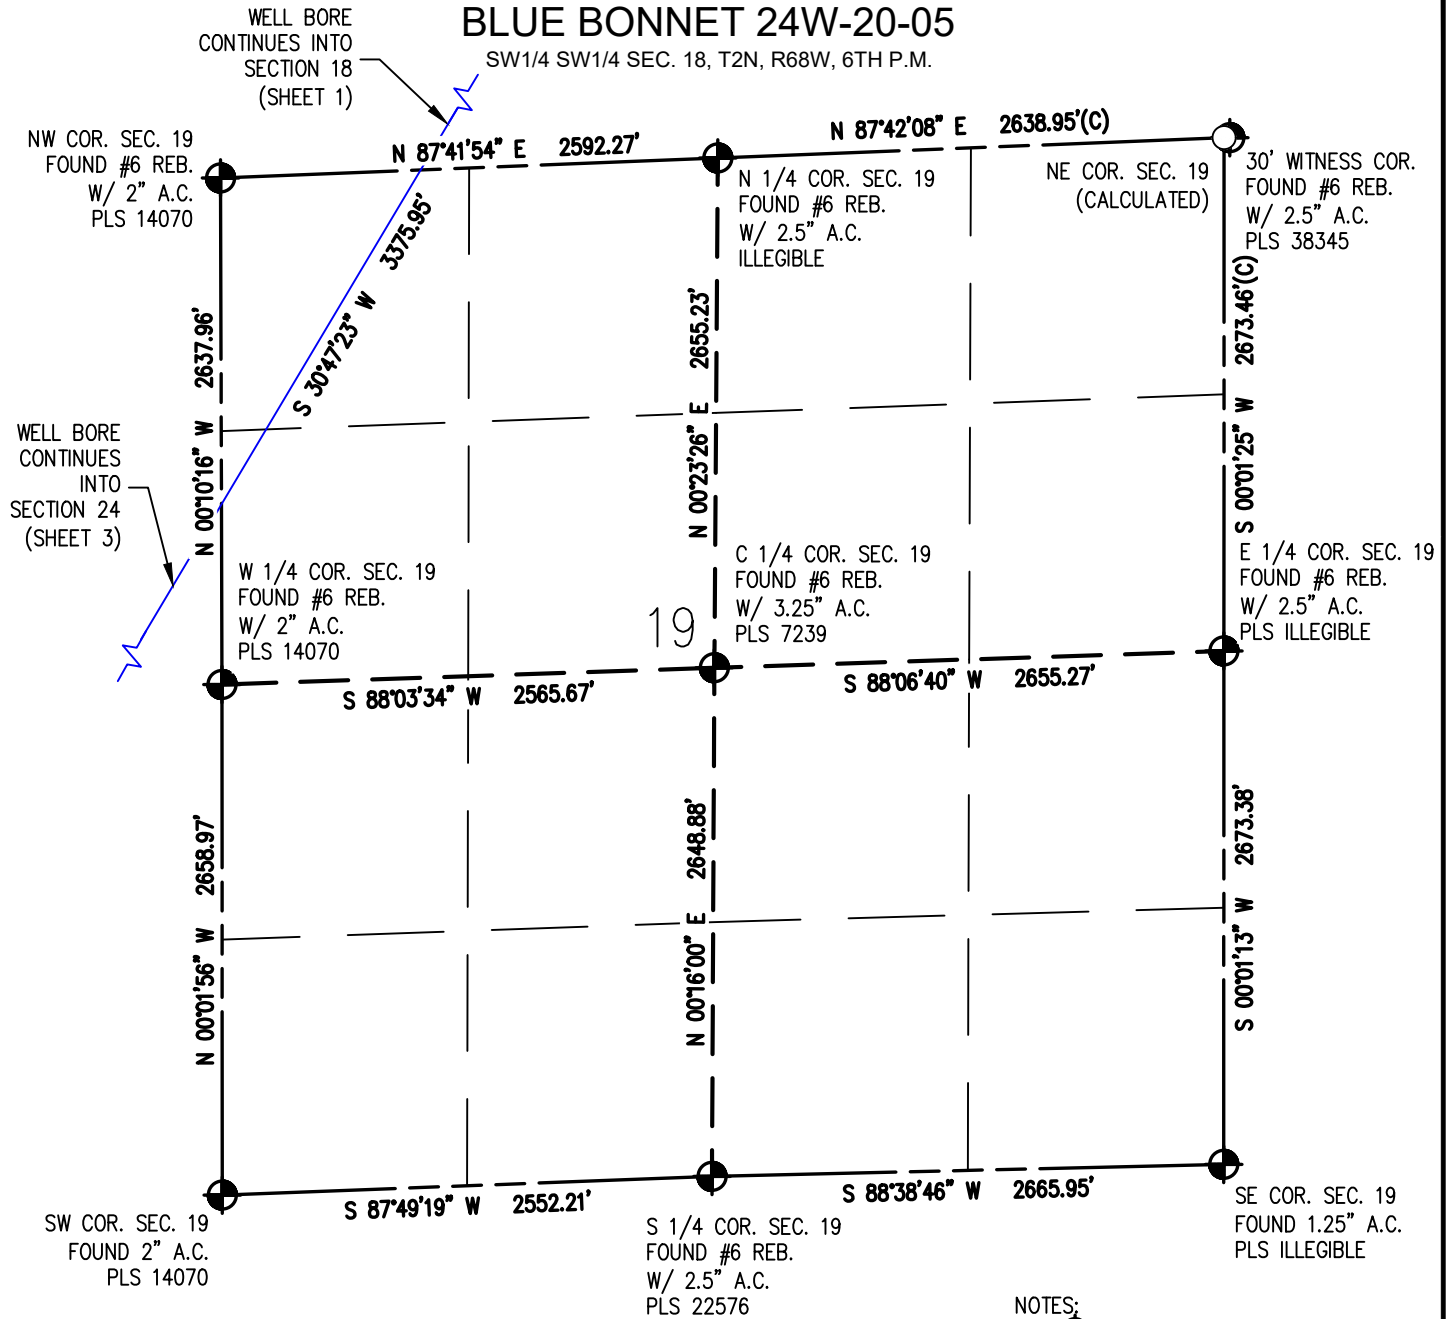 BLUE BONNET 24W-20-05
SW1/4 SW1/4 SEC. 18, T2N, R68W, 6TH P.M.
WELL BORE
CONTINUES INTO
SECTION 18
(SHEET 1)
NW COR. SEC. 19
FOUND #6 REB.
W/ 2" A.C.
PLS 14070
N 87°41'54" E 2592.27'
N 87°42'08" E 2638.95'(C)
N 1/4 COR. SEC. 19
FOUND #6 REB.
W/ 2.5" A.C.
ILLEGIBLE
NE COR. SEC. 19
(CALCULATED)
30' WITNESS COR.
FOUND #6 REB.
W/ 2.5" A.C.
PLS 38345
S 30°47'23" W 3375.95'
N 00°10'16" W 2637.96'
N 00°23'26" E 2655.23'
S 00°01'25" W 2673.46'(C)
WELL BORE
CONTINUES
INTO
SECTION 24
(SHEET 3)
W 1/4 COR. SEC. 19
FOUND #6 REB.
W/ 2" A.C.
PLS 14070
19
C 1/4 COR. SEC. 19
FOUND #6 REB.
W/ 3.25" A.C.
PLS 7239
E 1/4 COR. SEC. 19
FOUND #6 REB.
W/ 2.5" A.C.
PLS ILLEGIBLE
S 88°03'34" W 2565.67'
S 88°06'40" W 2655.27'
N 00°01'56" W 2658.97'
N 00°16'00" E 2648.88'
S 00°01'13" W 2673.38'
S 87°49'19" W 2552.21'
S 88°38'46" W 2665.95'
SW COR. SEC. 19
FOUND 2" A.C.
PLS 14070
S 1/4 COR. SEC. 19
FOUND #6 REB.
W/ 2.5" A.C.
PLS 22576
SE COR. SEC. 19
FOUND 1.25" A.C.
PLS ILLEGIBLE
NOTES: